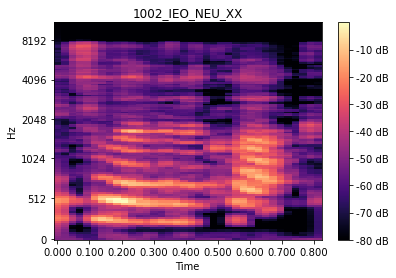 1002_IEO_NEU_XX
8192
4096
2048
1024
512
0
Hz
0.000 0.100 0.200 0.300 0.400 0.500 0.600 0.700 0.800
Time
-10 dB
-20 dB
-30 dB
-40 dB
-50 dB
-60 dB
-70 dB
-80 dB